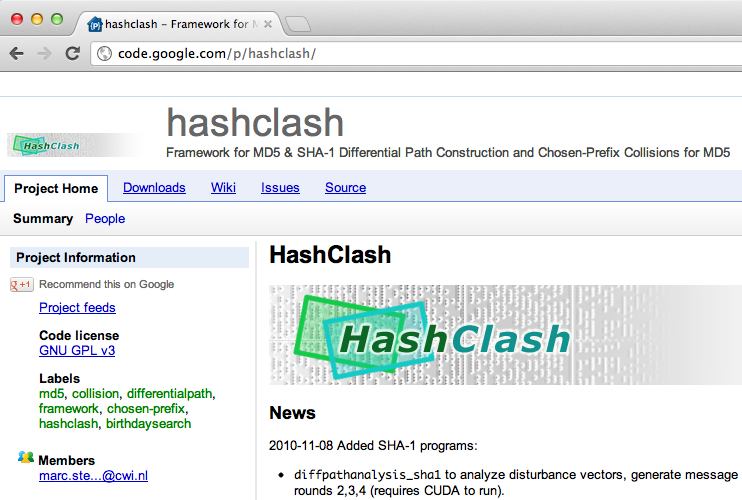 hashclash – Framework for M
code.google.com/p/hashclash/
HashClash
hashclash
Framework for MD5 & SHA-1 Differential Path Construction and Chosen-Prefix Collisions for MD5
Project Home Downloads Wiki Issues Source
Summary People
Project Information
g +1 Recommend this on Google
Project feeds
Code license
GNU GPL v3
Labels
md5, collision, differentialpath,
framework, chosen-prefix,
hashclash, birthdaysearch
Members
marc.ste...@cwi.nl
HashClash
HashClash
News
2010-11-08 Added SHA-1 programs:
• diffpathanalysis_sha1 to analyze disturbance vectors, generate message
rounds 2,3,4 (requires CUDA to run).